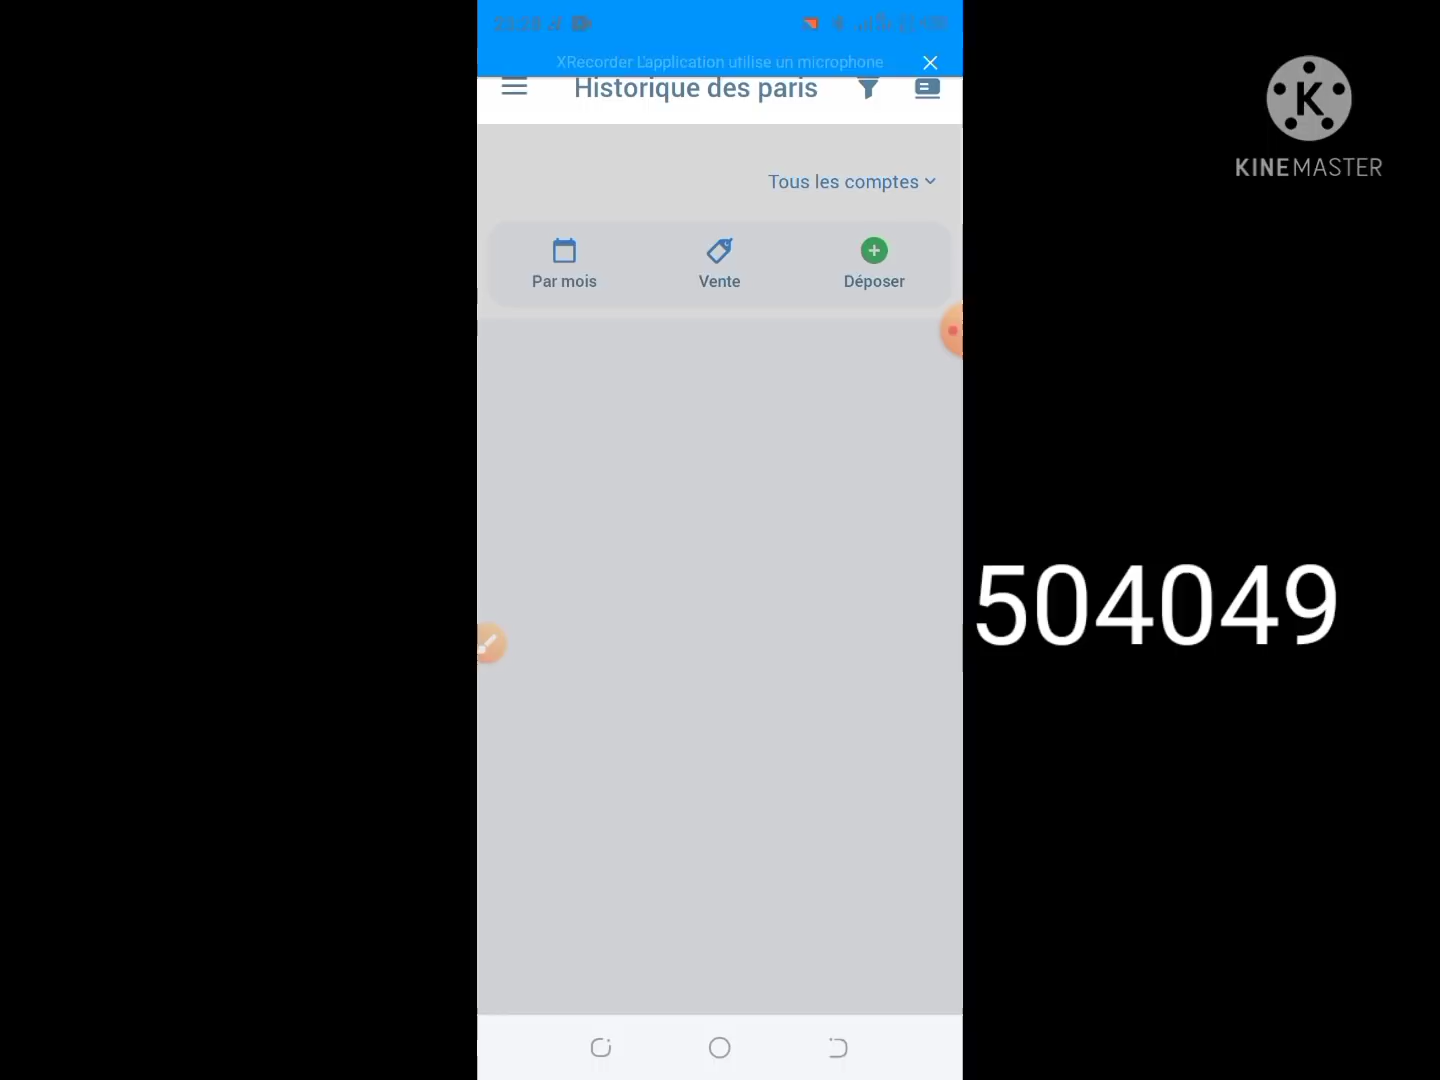 XRecorder L'application utilise un microphone
Historique des paris
Tous les comptes
Par mois
Vente
Déposer
KINEMASTER
504049